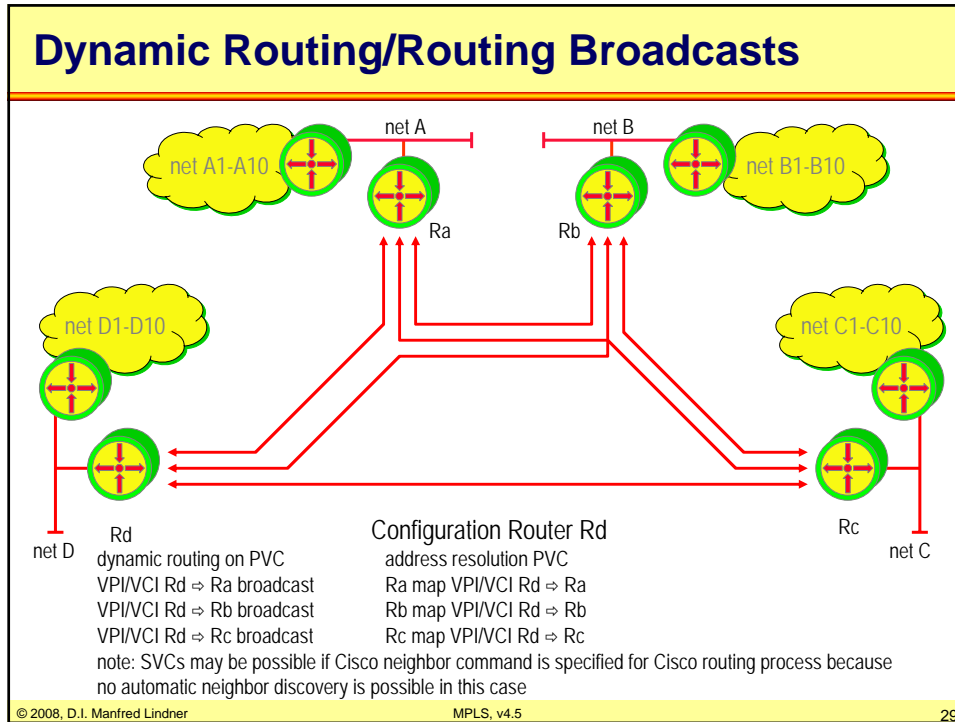 Dynamic Routing/Routing Broadcasts
net A
net B
net A1-A10
net B1-B10
Ra
Rb
net D1-D10
net C1-C10
Rd
Configuration Router Rd
Rc
net D
net C
dynamic routing on PVC
address resolution PVC
VPI/VCI Rd ⇨ Ra broadcast
Ra map VPI/VCI Rd ⇨ Ra
VPI/VCI Rd ⇨ Rb broadcast
Rb map VPI/VCI Rd ⇨ Rb
VPI/VCI Rd ⇨ Rc broadcast
Rc map VPI/VCI Rd ⇨ Rc
note: SVCs may be possible if Cisco neighbor command is specified for Cisco routing process because
no automatic neighbor discovery is possible in this case
© 2008, D.I. Manfred Lindner
MPLS, v4.5
29